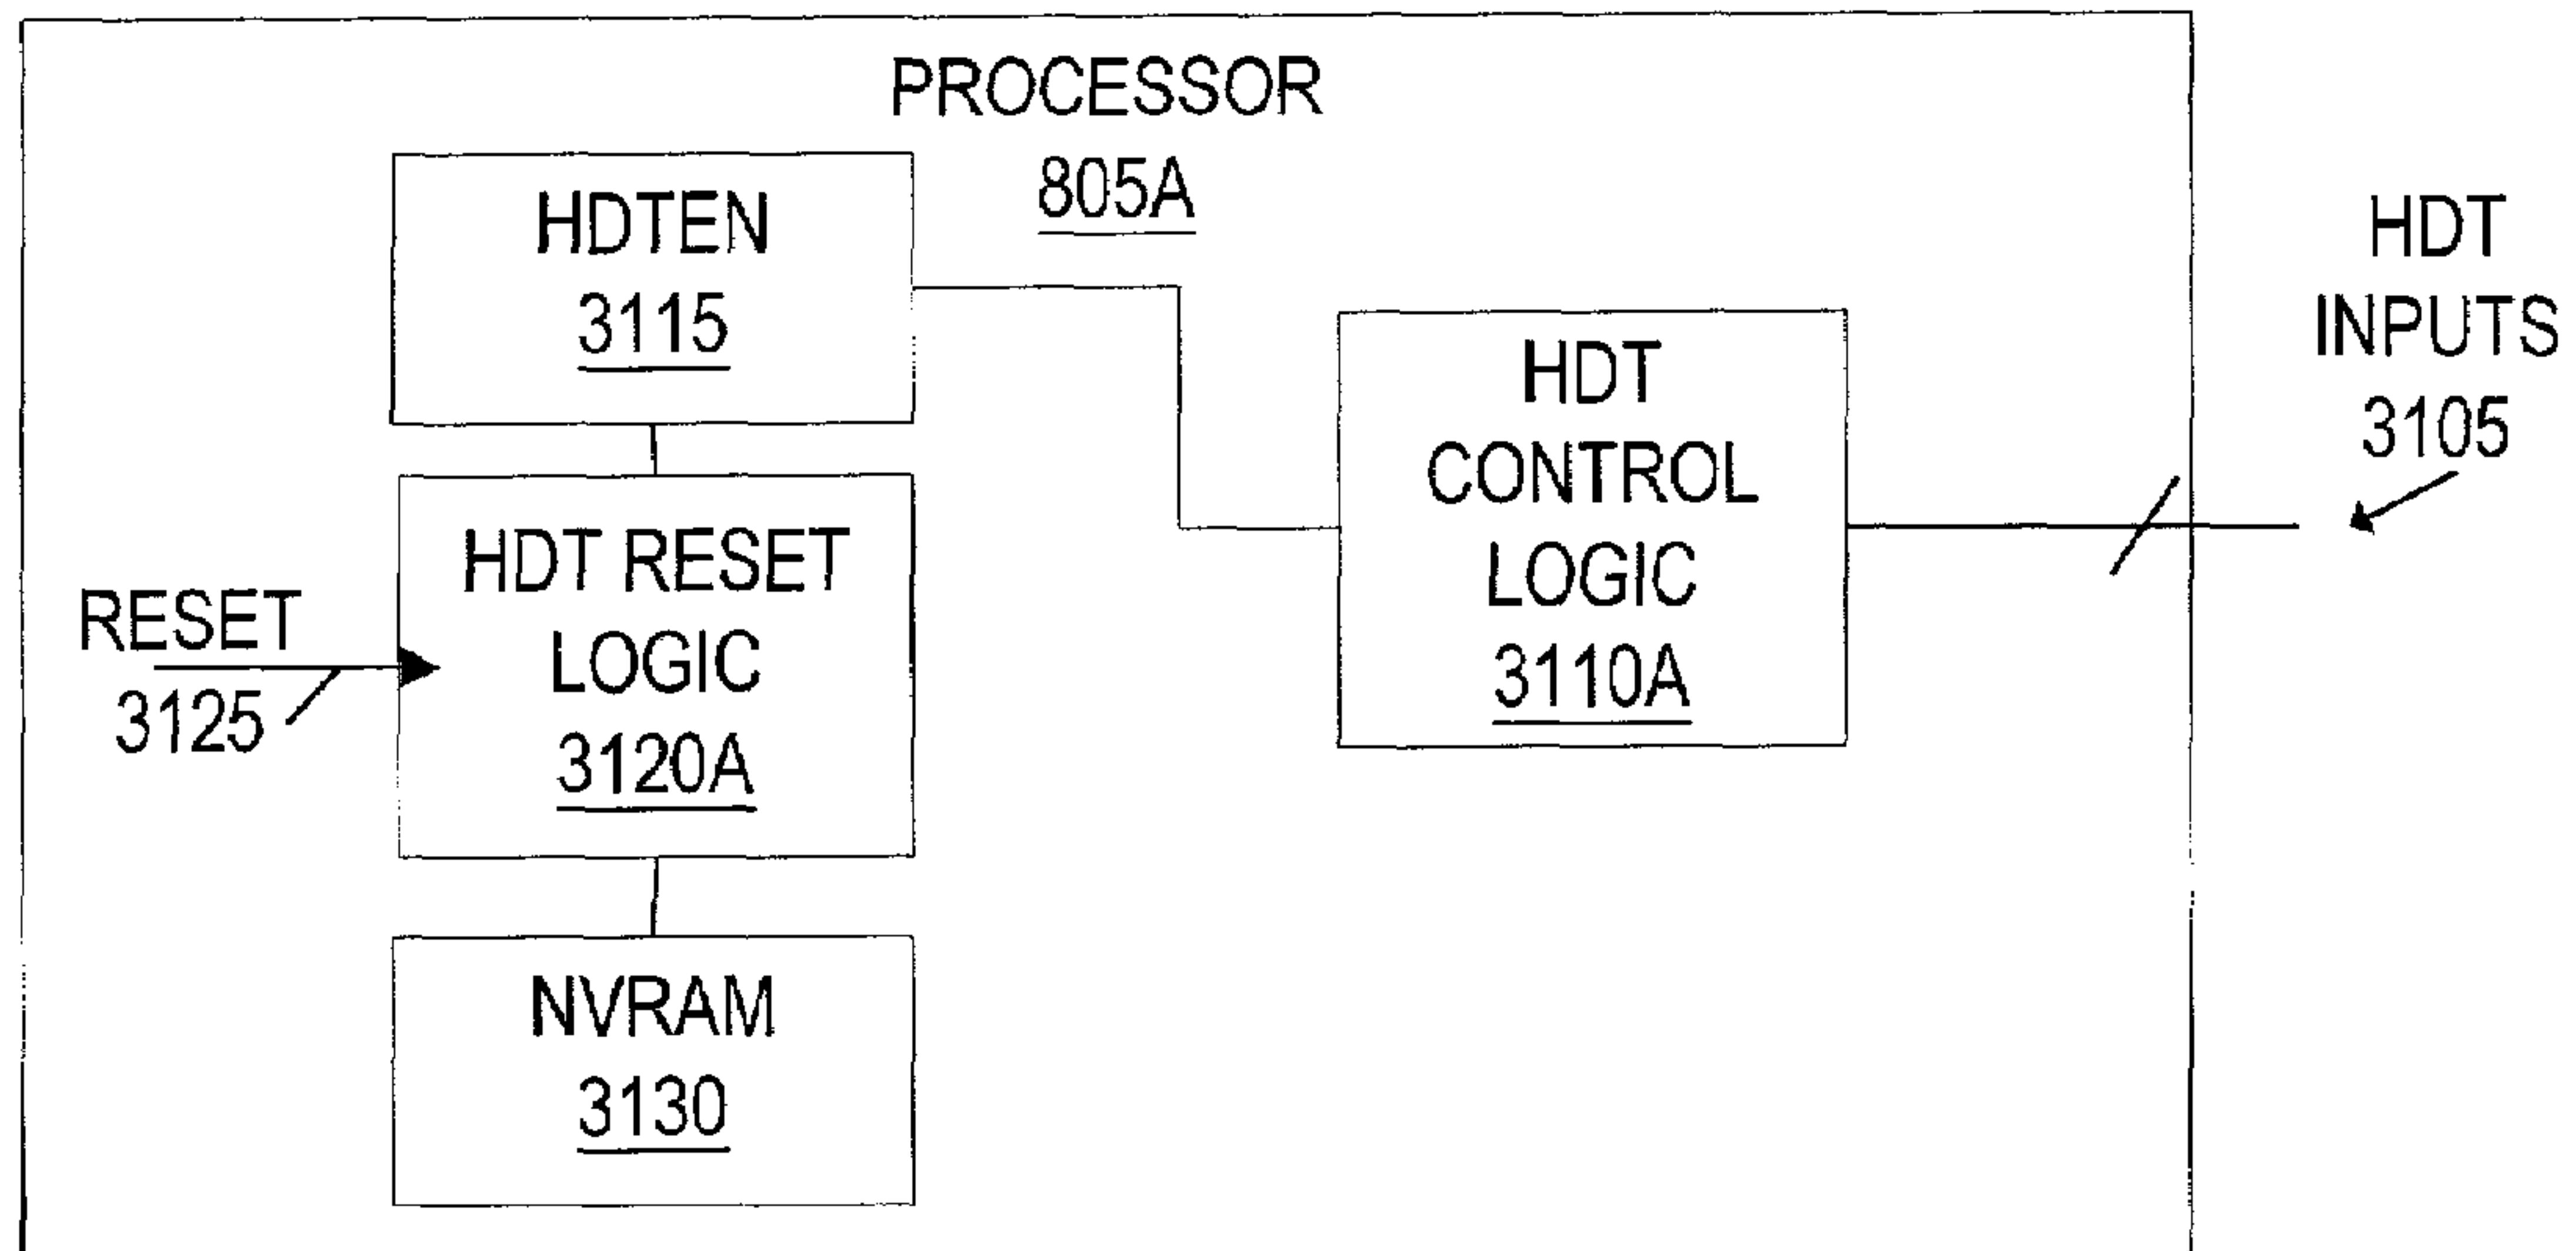 PROCESSOR
805A
HDTEN
3115
HDT RESET
LOGIC
3120A
RESET
3125
NVRAM
3130
HDT
CONTROL
LOGIC
3110A
HDT
INPUTS
3105